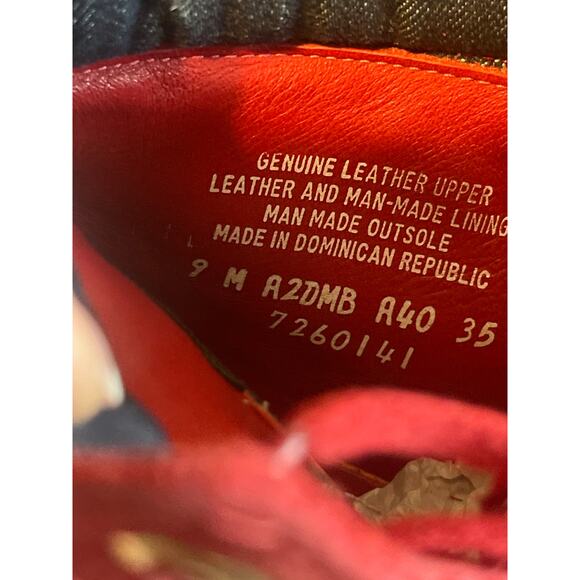 GENUINE LEATHER UPPER
LEATHER AND MAN-MADE LINING
MAN MADE OUTSOLE
MADE IN DOMINICAN REPUBLIC
9 M A2DMB A40 35
7260141